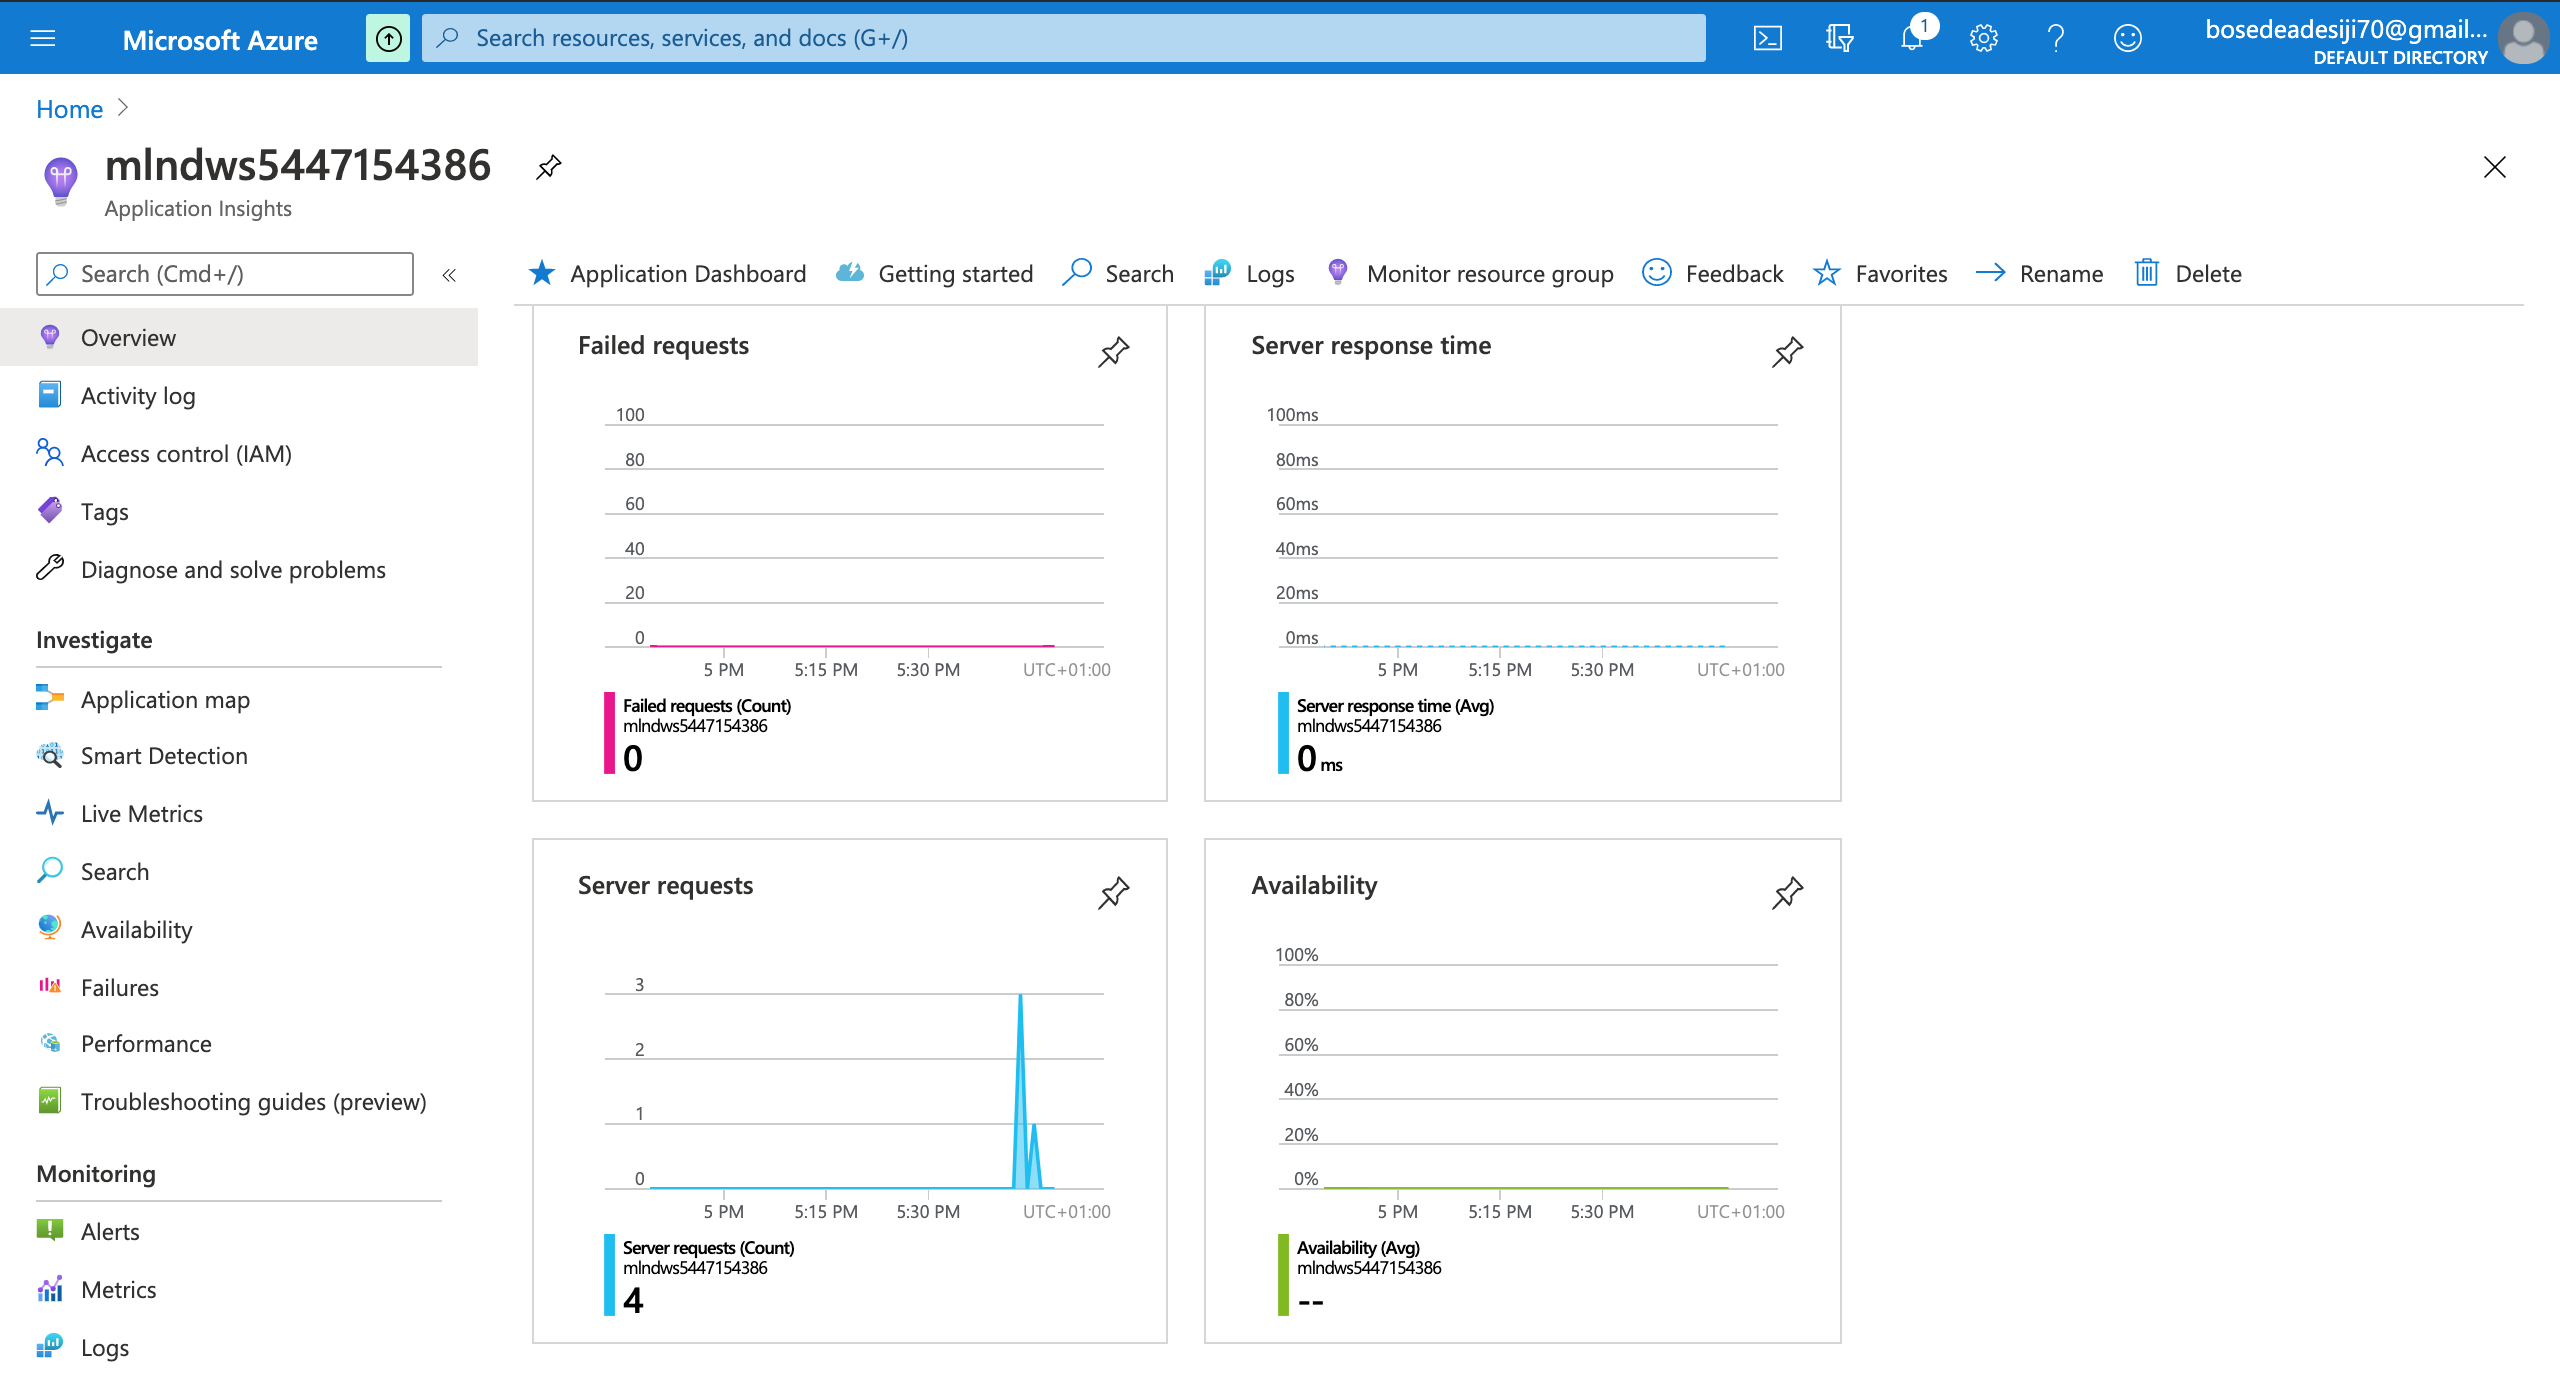 Microsoft Azure
Search resources, services, and docs (G+/)
1
bosedeadesiji70@gmail...
DEFAULT DIRECTORY
Home
mlndws5447154386
Application Insights
Search (Cmd+/)
«
Application Dashboard
Getting started
Search
Logs
Monitor resource group
Feedback
Favorites
Rename
Delete
Overview
Activity log
Access control (IAM)
Tags
Diagnose and solve problems
Investigate
Application map
Smart Detection
Live Metrics
Search
Availability
Failures
Performance
Troubleshooting guides (preview)
Monitoring
Alerts
Metrics
Logs
Failed requests
100
80
60
40
20
0
5 PM 5:15 PM 5:30 PM UTC+01:00
Failed requests (Count)
mlndws5447154386
0
Server response time
100ms
80ms
60ms
40ms
20ms
0ms
5 PM 5:15 PM 5:30 PM UTC+01:00
Server response time (Avg)
mlndws5447154386
0 ms
Server requests
3
2
1
0
5 PM 5:15 PM 5:30 PM UTC+01:00
Server requests (Count)
mlndws5447154386
4
Availability
100%
80%
60%
40%
20%
0%
5 PM 5:15 PM 5:30 PM UTC+01:00
Availability (Avg)
mlndws5447154386
--